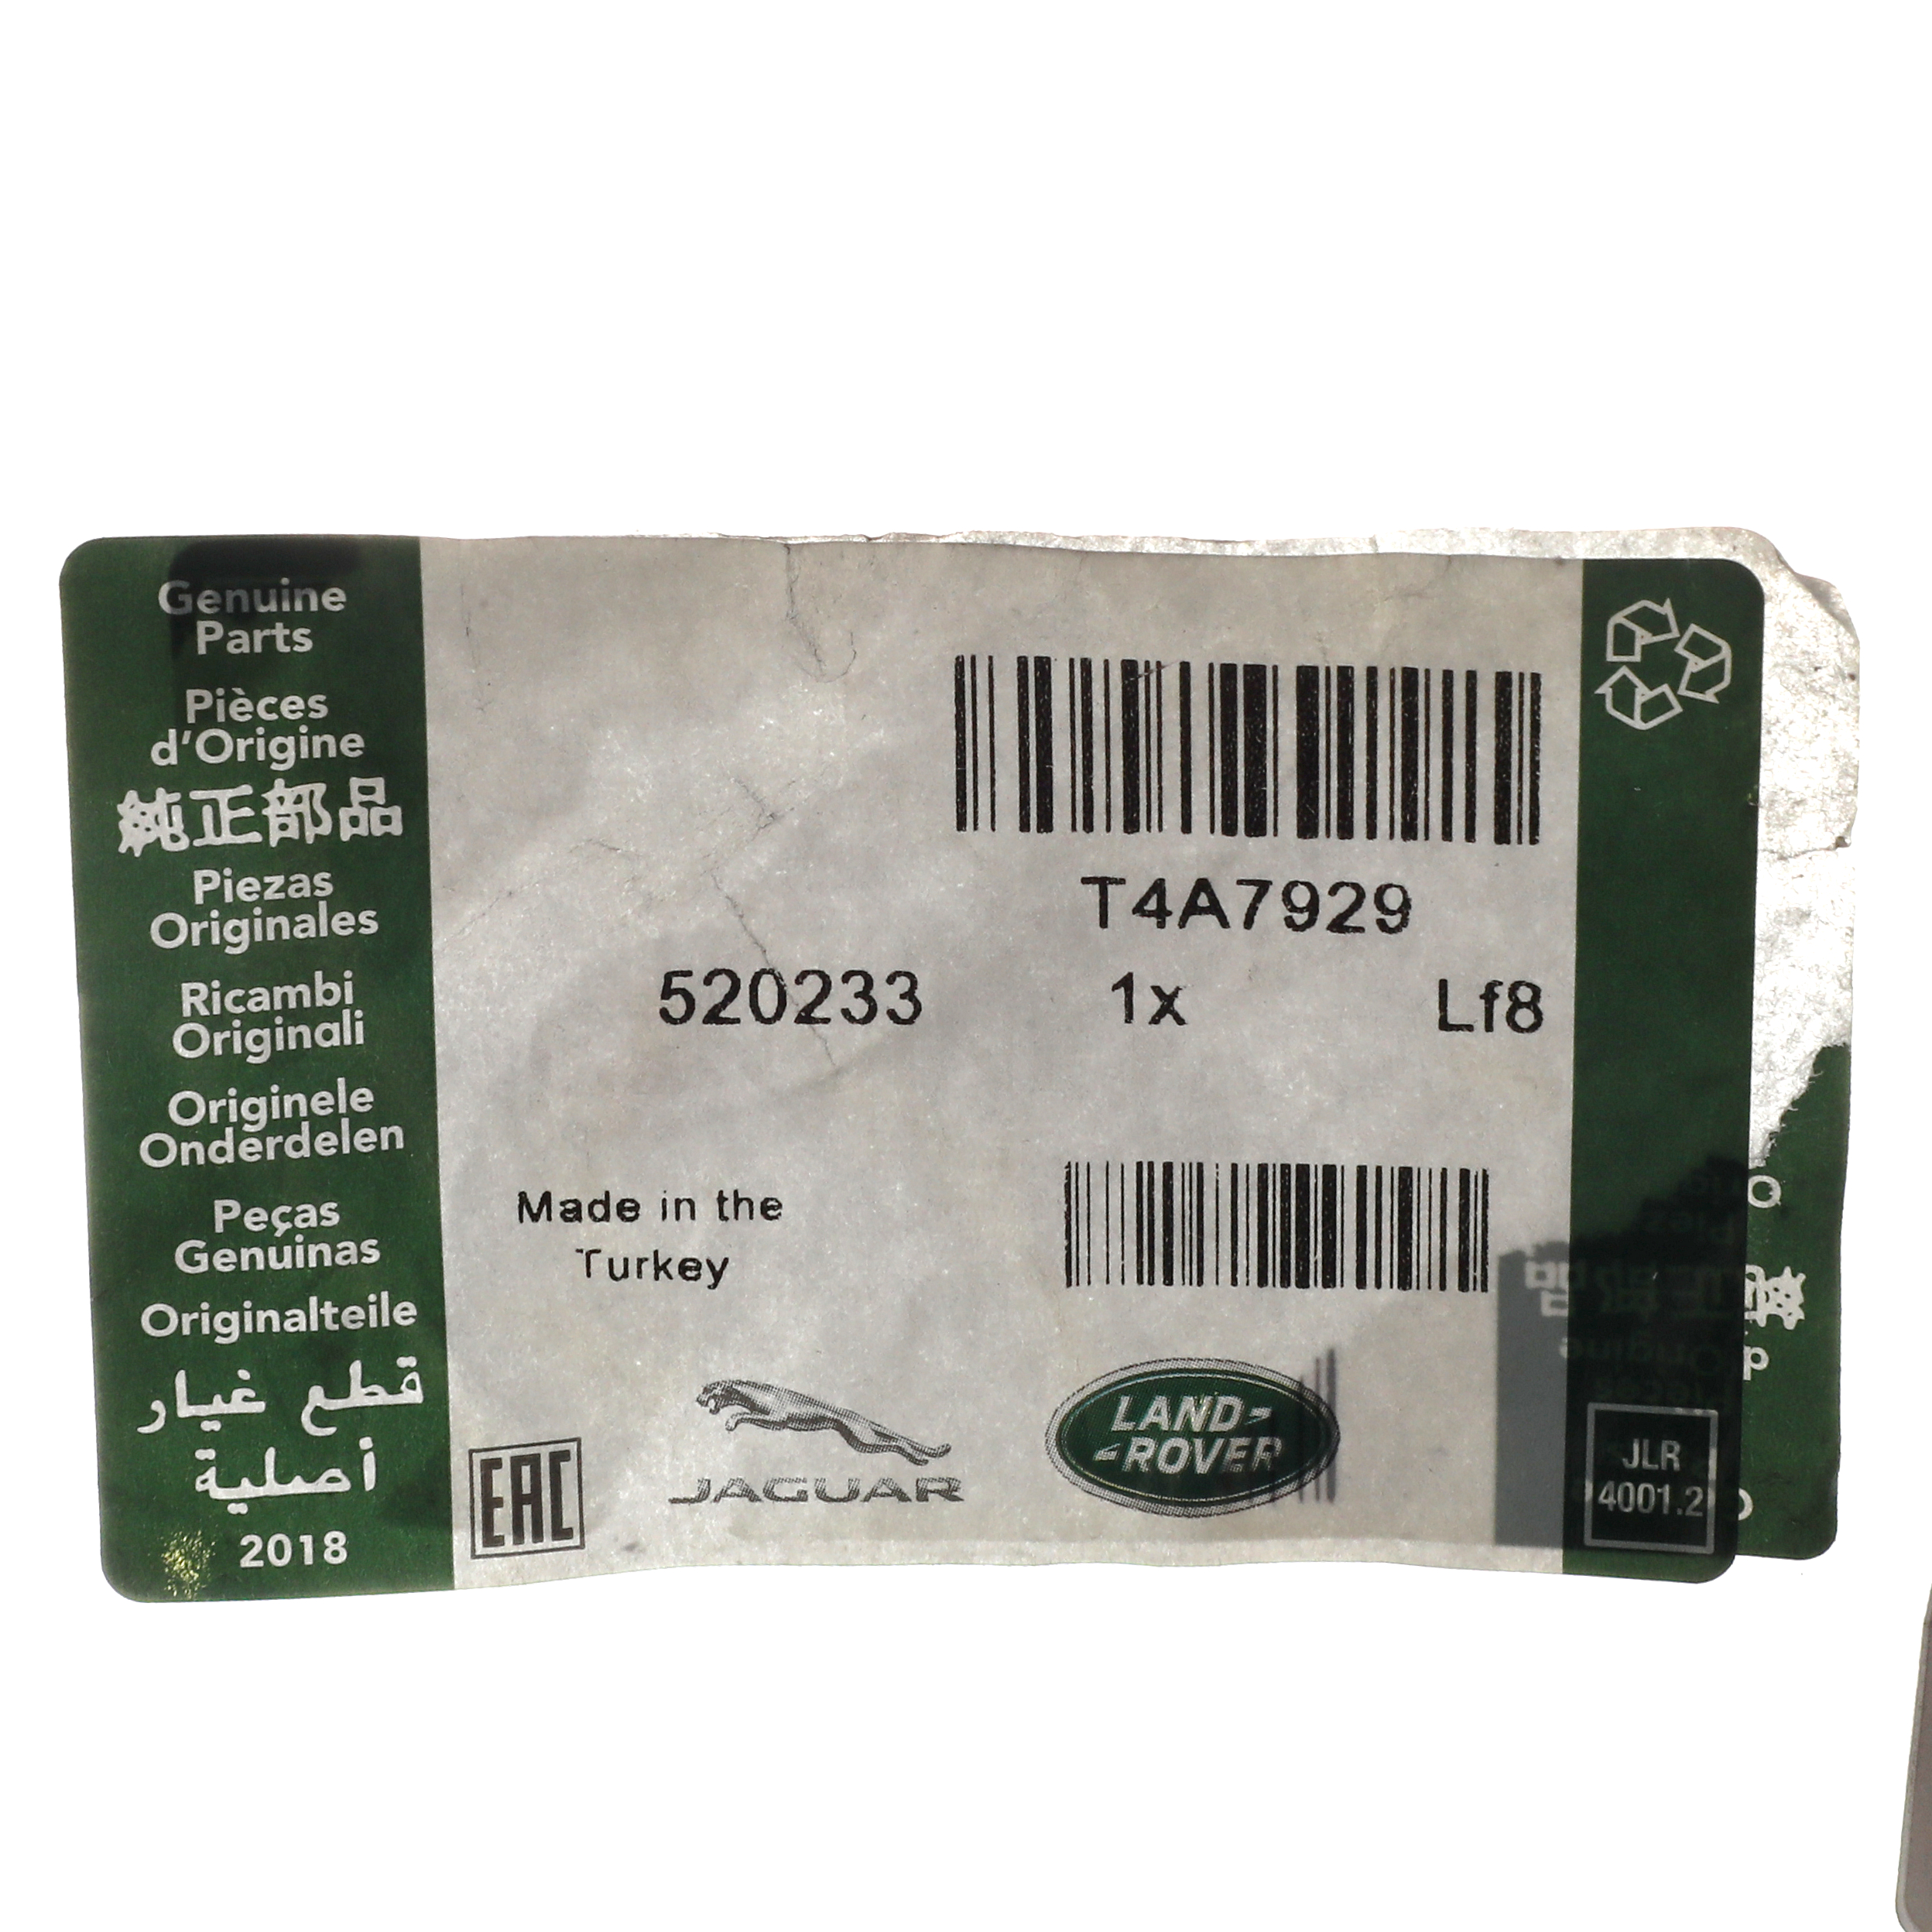 Genuine
Parts
Pièces
d'Origine
純正部品
Piezas
Originales
Ricambi
Originali
Originele
Onderdelen
Peças
Genuinas
Originalteile
قطع غيار
أصلية
2018
T4A7929
520233 1x Lf8
Made in the
Turkey
EAC
JAGUAR
LAND-
-ROVER
JLR
4001.2